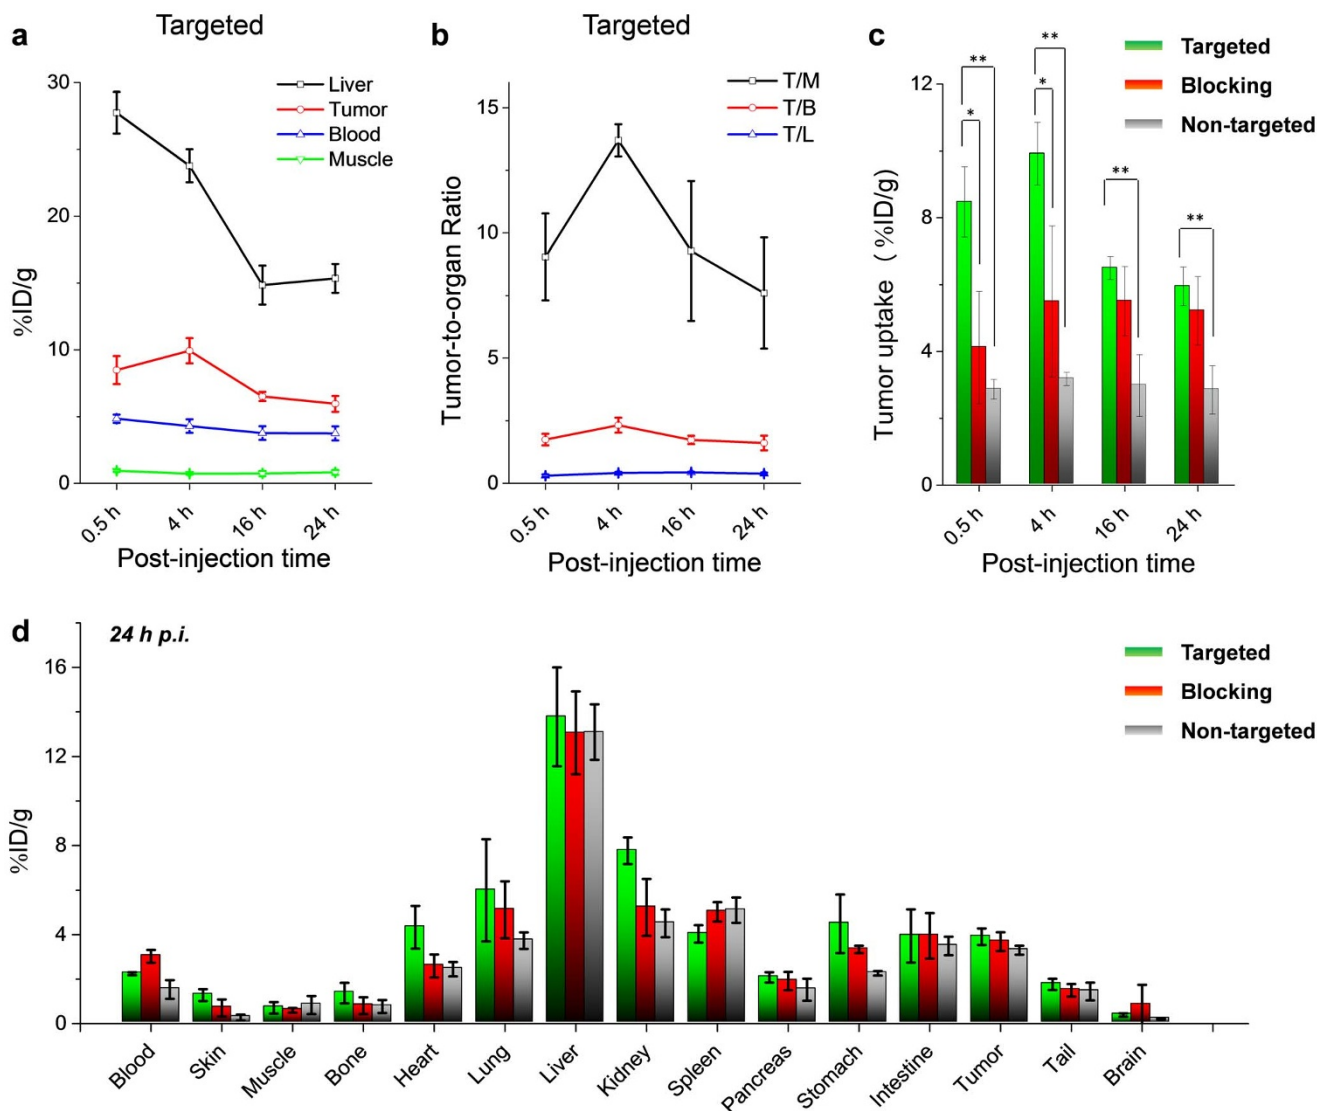 a
Targeted
%ID/g
30
20
10
0
Liver
Tumor
Blood
Muscle
0.5 h
4 h
16 h
24 h
Post-injection time
b
Targeted
Tumor-to-organ Ratio
15
10
5
0
T/M
T/B
T/L
0.5 h
4 h
16 h
24 h
Post-injection time
c
Tumor uptake ( %ID/g)
12
8
4
0
**
*
**
*
**
**
Targeted
Blocking
Non-targeted
0.5 h
4 h
16 h
24 h
Post-injection time
d
24 h p.i.
%ID/g
16
12
8
4
0
Targeted
Blocking
Non-targeted
Blood
Skin
Muscle
Bone
Heart
Lung
Liver
Kidney
Spleen
Pancreas
Stomach
Intestine
Tumor
Tail
Brain